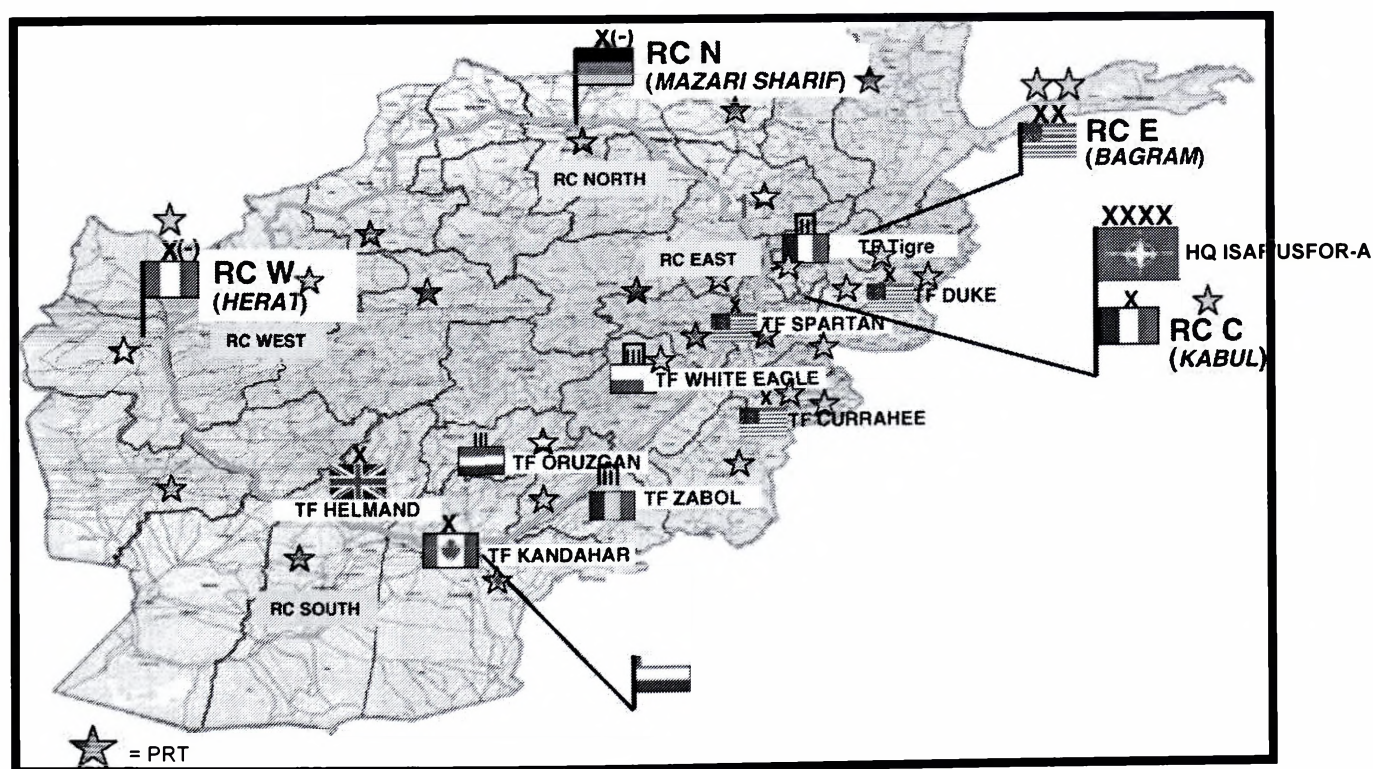 X(-)
RC N
(MAZARI SHARIF)
XX
RC E
(BAGRAM)
RC NORTH
XXXX
HQ ISAF/USFOR-A
X(-)
RC W
(HERAT)
RC EAST
TF Tigre
X
TF DUKE
X
RC C
(KABUL)
X
TF SPARTAN
RC WEST
TF WHITE EAGLE
X
TF CURRAHEE
X
TF HELMAND
III
TF ORUZGAN
III
TF ZABOL
X
TF KANDAHAR
RC SOUTH
= PRT